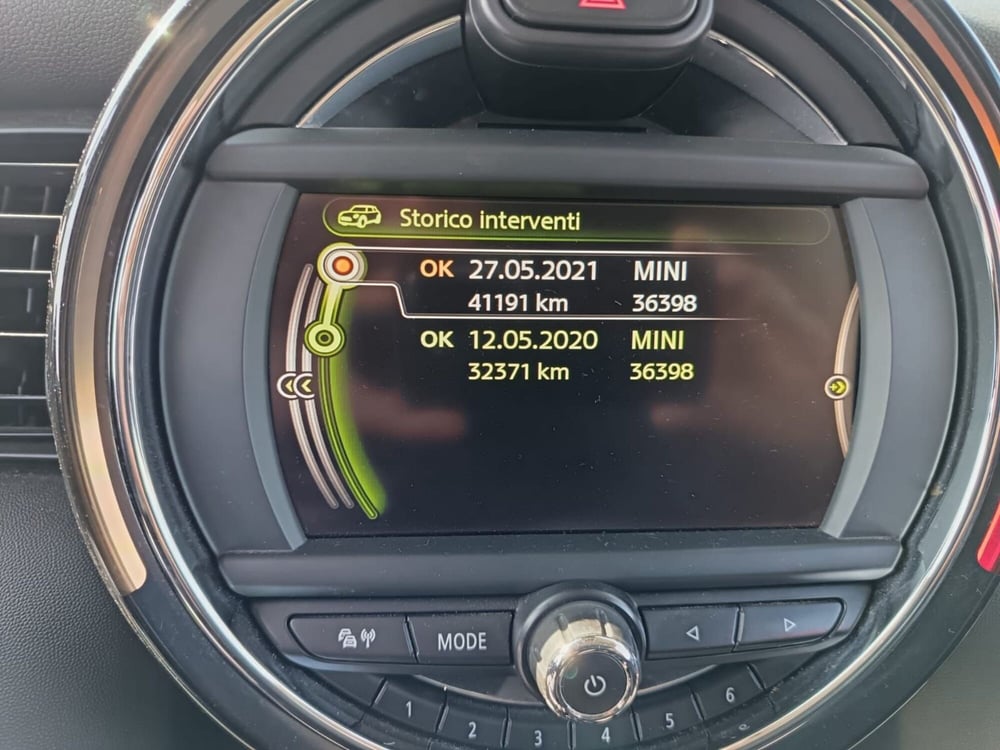 Storico interventi
OK 27.05.2021 MINI
41191 km 36398
OK 12.05.2020 MINI
32371 km 36398
MODE
1 2 3 4 5 6